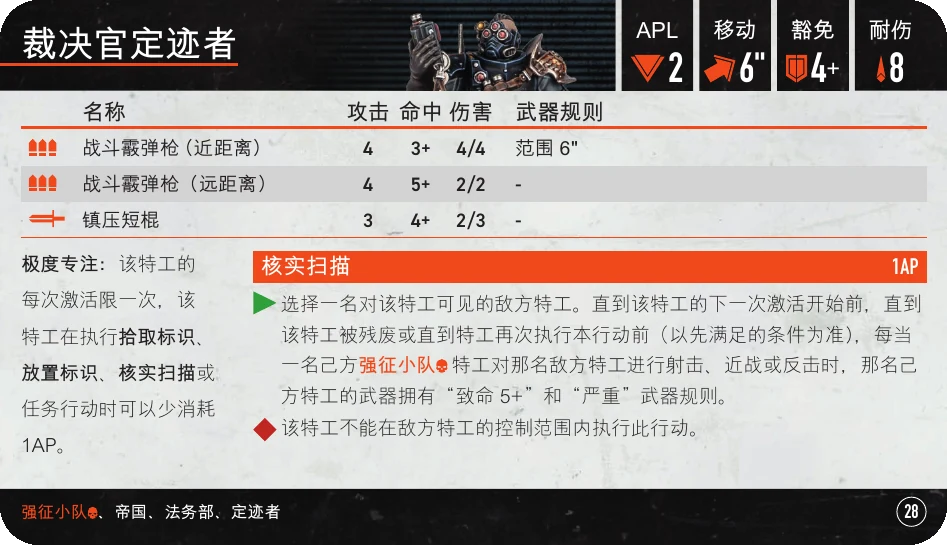 裁决官定迹者
APL 移动 豁免 耐伤
2 6" 4+ 8
名称 攻击 命中 伤害 武器规则
战斗霰弹枪（近距离） 4 3+ 4/4 范围 6"
战斗霰弹枪（远距离） 4 5+ 2/2 -
镇压短棍 3 4+ 2/3 -
极度专注：该特工的
每次激活限一次，该
特工在执行拾取标识、
放置标识、核实扫描或
任务行动时可以少消耗
1AP。
核实扫描 1AP
选择一名对该特工可见的敌方特工。直到该特工的下一次激活开始前，直到
该特工被残废或直到特工再次执行本行动前（以先满足的条件为准），每当
一名己方强征小队特工对那名敌方特工进行射击、近战或反击时，那名己
方特工的武器拥有“致命 5+”和“严重”武器规则。
该特工不能在敌方特工的控制范围内执行此行动。
强征小队、帝国、法务部、定迹者
28